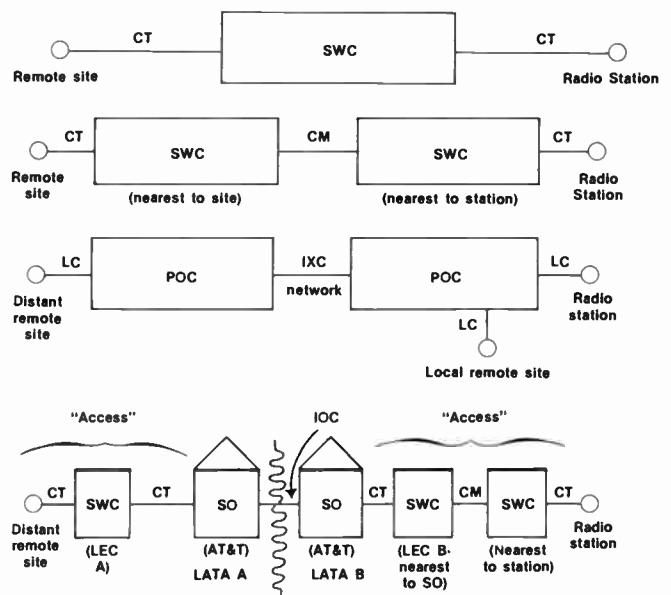 CT
SWC
CT
Remote site
Radio Station
CT
SWC
CM
SWC
CT
Remote
site
(nearest to site)
(nearest to station)
Radio
Station
LC
POC
IXC
network
POC
LC
Distant
remote
site
LC
Radio
station
Local remote site
"Access"
IOC
"Access"
CT
SWC
CT
SO
SO
CT
SWC
CM
SWC
CT
Distant
remote
site
(LEC
A)
(AT&T)
LATA A
(AT&T)
LATA B
(LEC B-
nearest
to SO)
(Nearest
to station)
Radio
station